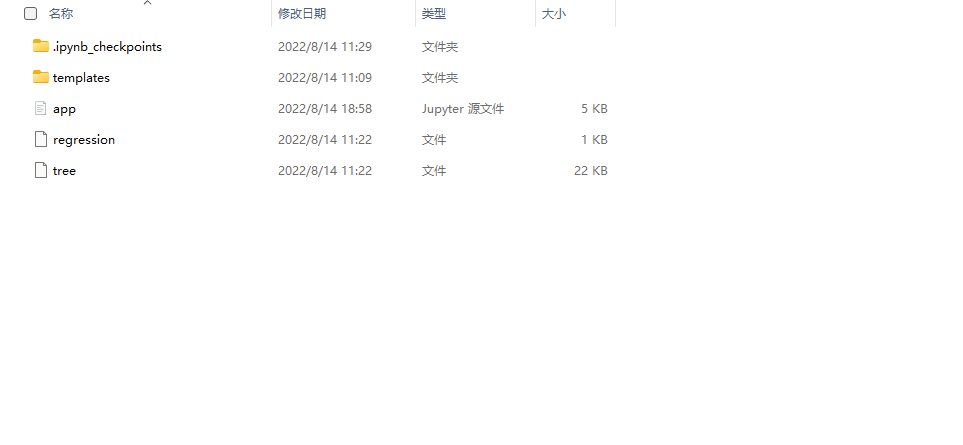 名称 修改日期 类型 大小
.ipynb_checkpoints 2022/8/14 11:29 文件夹
templates 2022/8/14 11:09 文件夹
app 2022/8/14 18:58 Jupyter 源文件 5 KB
regression 2022/8/14 11:22 文件 1 KB
tree 2022/8/14 11:22 文件 22 KB